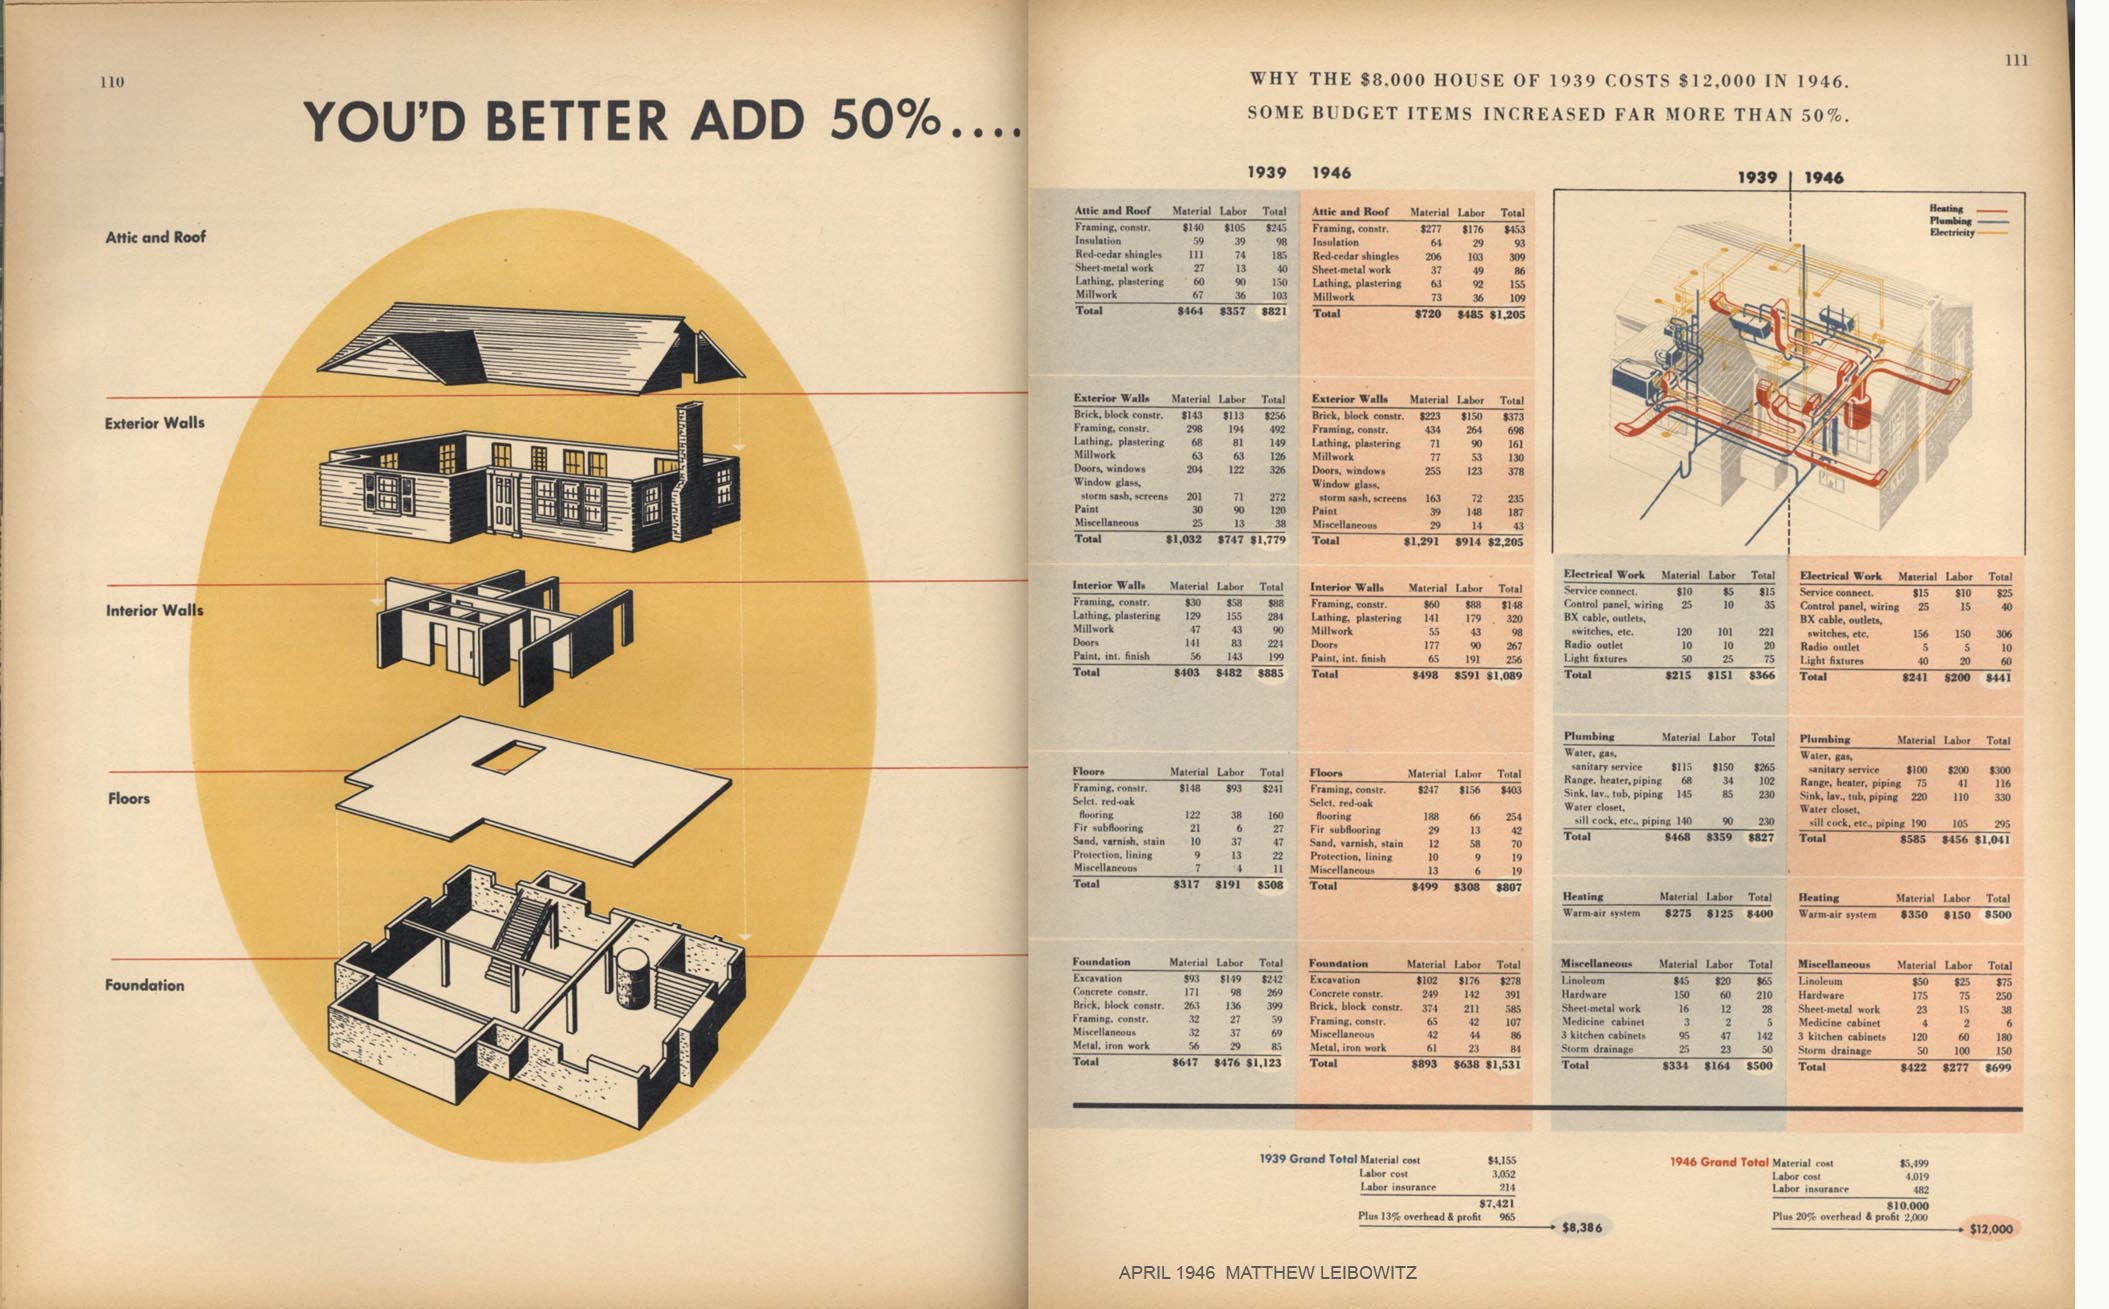 110
YOU'D BETTER ADD 50%....
Attic and Roof
Exterior Walls
Interior Walls
Floors
Foundation
111
WHY THE $8,000 HOUSE OF 1939 COSTS $12,000 IN 1946.
SOME BUDGET ITEMS INCREASED FAR MORE THAN 50%.
1939 1946
Attic and Roof Material Labor Total
Framing, constr. $140 $105 $245
Insulation 59 39 98
Red-cedar shingles 111 74 185
Sheet-metal work 27 13 40
Lathing, plastering 60 90 150
Millwork 67 36 103
Total $464 $357 $821
Attic and Roof Material Labor Total
Framing, constr. $277 $176 $453
Insulation 64 29 93
Red-cedar shingles 206 103 309
Sheet-metal work 37 49 86
Lathing, plastering 63 92 155
Millwork 73 36 109
Total $720 $485 $1,205
Exterior Walls Material Labor Total
Brick, block constr. $143 $113 $256
Framing, constr. 298 194 492
Lathing, plastering 68 81 149
Millwork 63 63 126
Doors, windows 204 122 326
Window glass,
storm sash, screens 201 71 272
Paint 30 90 120
Miscellaneous 25 13 38
Total $1,032 $747 $1,779
Exterior Walls Material Labor Total
Brick, block constr. $223 $150 $373
Framing, constr. 434 264 698
Lathing, plastering 71 90 161
Millwork 77 53 130
Doors, windows 255 123 378
Window glass,
storm sash, screens 163 72 235
Paint 39 148 187
Miscellaneous 29 14 43
Total $1,291 $914 $2,205
Interior Walls Material Labor Total
Framing, constr. $30 $58 $88
Lathing, plastering 129 155 284
Millwork 47 43 90
Doors 141 83 224
Paint, int. finish 56 143 199
Total $403 $482 $885
Interior Walls Material Labor Total
Framing, constr. $60 $88 $148
Lathing, plastering 141 179 320
Millwork 55 43 98
Doors 177 90 267
Paint, int. finish 65 191 256
Total $498 $591 $1,089
Floors Material Labor Total
Framing, constr. $148 $93 $241
Selct. red-oak
flooring 122 38 160
Fir subflooring 21 6 27
Sand, varnish, stain 10 37 47
Protection, lining 9 13 22
Miscellaneous 7 4 11
Total $317 $191 $508
Floors Material Labor Total
Framing, constr. $247 $156 $403
Selct. red-oak
flooring 188 66 254
Fir subflooring 29 13 42
Sand, varnish, stain 12 58 70
Protection, lining 10 9 19
Miscellaneous 13 6 19
Total $499 $308 $807
Foundation Material Labor Total
Excavation $93 $149 $242
Concrete constr. 171 98 269
Brick, block constr. 263 136 399
Framing, constr. 32 27 59
Miscellaneous 32 37 69
Metal, iron work 56 29 85
Total $647 $476 $1,123
Foundation Material Labor Total
Excavation $102 $176 $278
Concrete constr. 249 142 391
Brick, block constr. 374 211 585
Framing, constr. 65 42 107
Miscellaneous 42 44 86
Metal, iron work 61 23 84
Total $893 $638 $1,531
1939 1946
Heating
Plumbing
Electricity
Electrical Work Material Labor Total
Service connect. $10 $5 $15
Control panel, wiring 25 10 35
BX cable, outlets,
switches, etc. 120 101 221
Radio outlet 10 10 20
Light fixtures 50 25 75
Total $215 $151 $366
Electrical Work Material Labor Total
Service connect. $15 $10 $25
Control panel, wiring 25 15 40
BX cable, outlets,
switches, etc. 156 150 306
Radio outlet 5 5 10
Light fixtures 40 20 60
Total $241 $200 $441
Plumbing Material Labor Total
Water, gas,
sanitary service $115 $150 $265
Range, heater, piping 68 34 102
Sink, lav., tub, piping 145 85 230
Water closet,
sill cock, etc., piping 140 90 230
Total $468 $359 $827
Plumbing Material Labor Total
Water, gas,
sanitary service $100 $200 $300
Range, heater, piping 75 41 116
Sink, lav., tub, piping 220 110 330
Water closet,
sill cock, etc., piping 190 105 295
Total $585 $456 $1,041
Heating Material Labor Total
Warm-air system $275 $125 $400
Heating Material Labor Total
Warm-air system $350 $150 $500
Miscellaneous Material Labor Total
Linoleum $45 $20 $65
Hardware 150 60 210
Sheet-metal work 16 12 28
Medicine cabinet 3 2 5
3 kitchen cabinets 95 47 142
Storm drainage 25 23 50
Total $334 $164 $500
Miscellaneous Material Labor Total
Linoleum $50 $25 $75
Hardware 175 75 250
Sheet-metal work 23 15 38
Medicine cabinet 4 2 6
3 kitchen cabinets 120 60 180
Storm drainage 50 100 150
Total $422 $277 $699
1939 Grand Total Material cost $4,155
Labor cost 3,052
Labor insurance 214
$7,421
Plus 13% overhead & profit 965
$8,386
1946 Grand Total Material cost $5,499
Labor cost 4,019
Labor insurance 482
$10.000
Plus 20% overhead & profit 2,000
$12,000
APRIL 1946 MATTHEW LEIBOWITZ